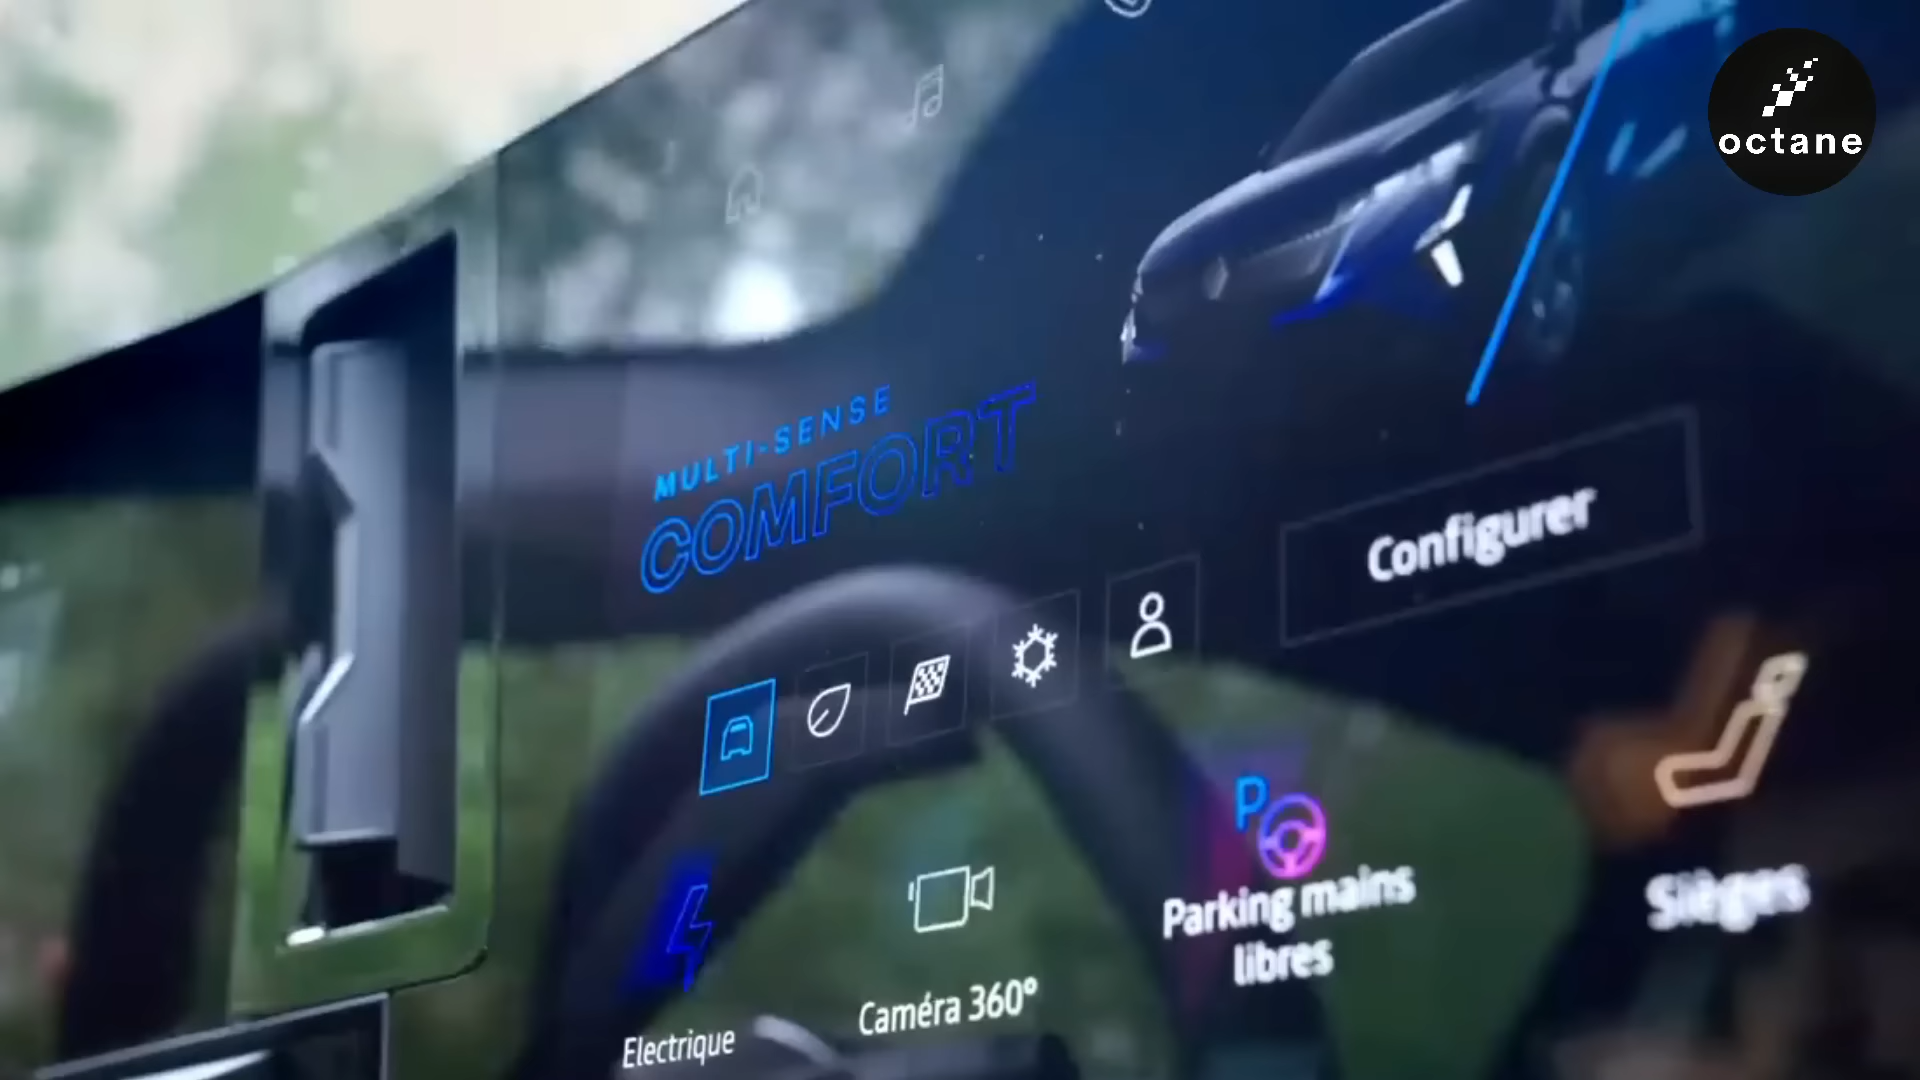 octane
MULTI-SENSE
COMFORT
Configurer
P
Parking mains
libres
Sièges
Caméra 360°
Electrique